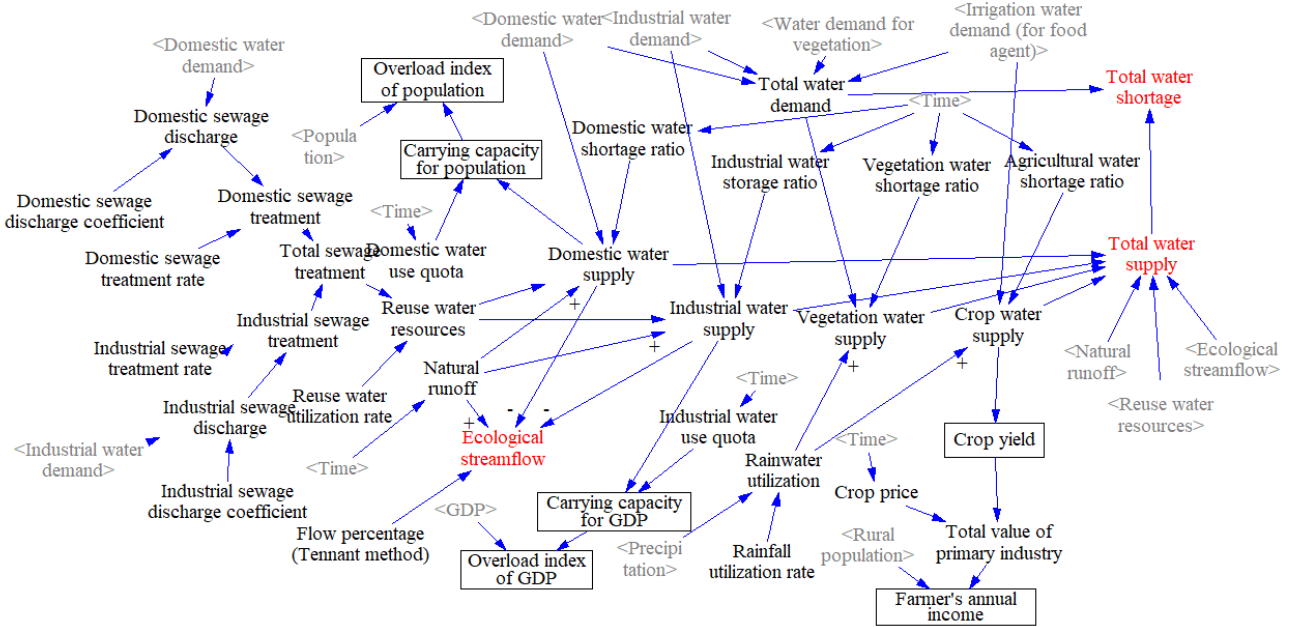 <Domestic water
demand>
<Industrial water
demand>
<Water demand for
vegetation>
<Irrigation water
demand (for food
agent)>
<Domestic water
demand>
Overload index
of population
Total water
demand
Total water
shortage
<Time>
Domestic sewage
discharge
<Popula
tion>
Domestic water
shortage ratio
Carrying capacity
for population
Industrial water
storage ratio
Vegetation water
shortage ratio
Agricultural water
shortage ratio
Domestic sewage
discharge coefficient
Domestic sewage
treatment
<Time>
Domestic sewage
treatment rate
Total sewage
treatment
Domestic water
use quota
Domestic water
supply
Total water
supply
+
Reuse water
resources
Industrial water
supply
Vegetation water
supply
Crop water
supply
Industrial sewage
treatment
Industrial sewage
treatment rate
+
+
+
<Natural
runoff>
<Ecological
streamflow>
Natural
runoff
<Time>
Reuse water
utilization rate
<Reuse water
resources>
Industrial sewage
discharge
- -
+
Industrial water
use quota
<Industrial water
demand>
Ecological
streamflow
<Time>
Crop yield
<Time>
Rainwater
utilization
Industrial sewage
discharge coefficient
Crop price
<GDP>
Carrying capacity
for GDP
Flow percentage
(Tennant method)
<Precipi
tation>
Rainfall
utilization rate
<Rural
population>
Total value of
primary industry
Overload index
of GDP
Farmer's annual
income